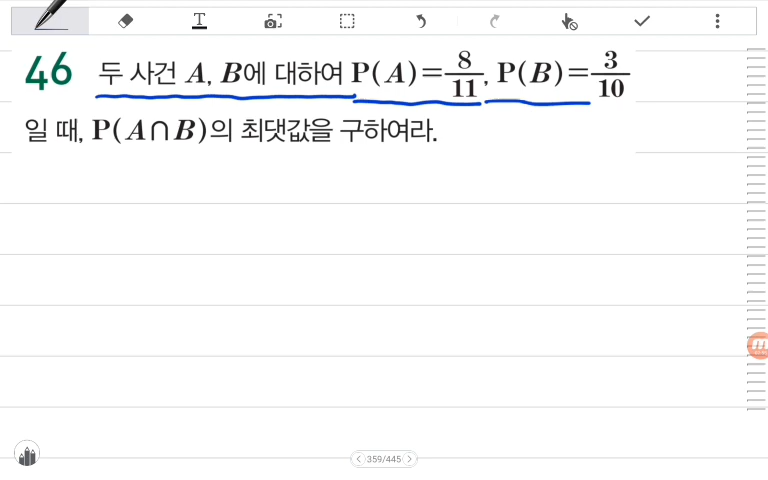 T
46 두 사건 A, B에 대하여 P(A)=8/11, P(B)=3/10
일 때, P(A∩B)의 최댓값을 구하여라.
359/445